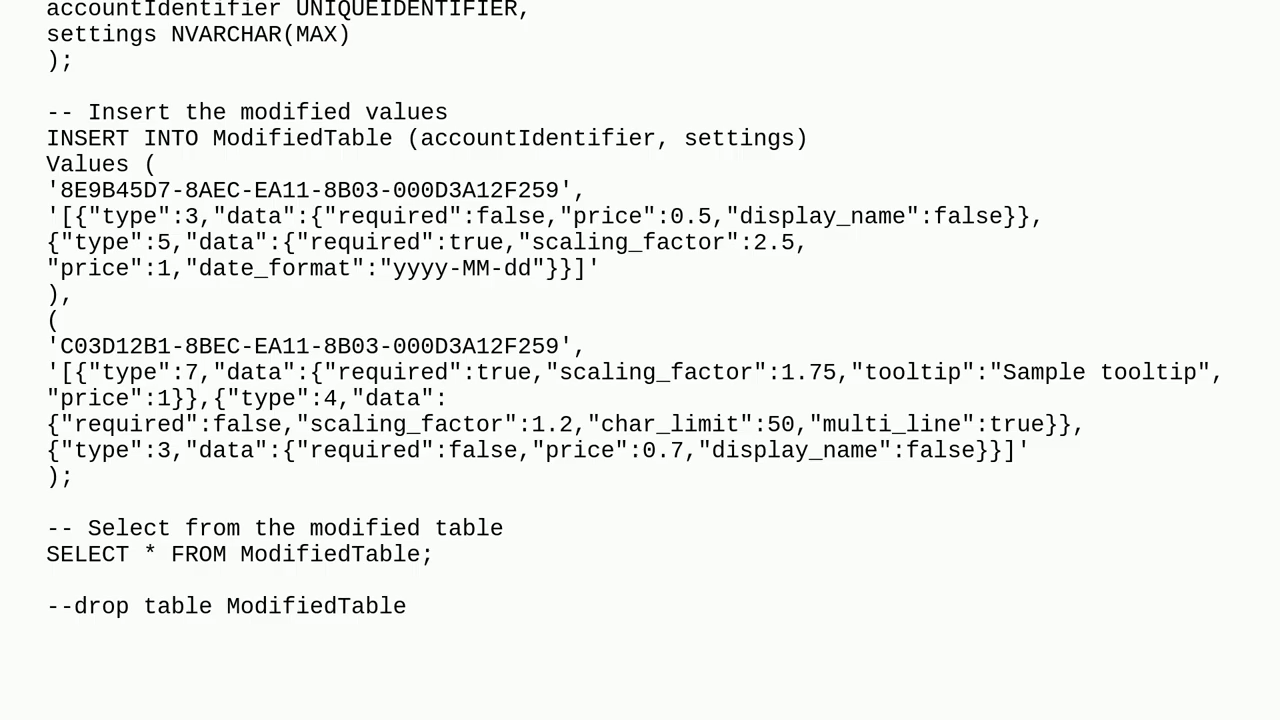 accountIdentifier UNIQUEIDENTIFIER,
settings NVARCHAR(MAX)
);
-- Insert the modified values
INSERT INTO ModifiedTable (accountIdentifier, settings)
Values (
'8E9B45D7-8AEC-EA11-8B03-000D3A12F259',
'[{"type":3,"data":{"required":false,"price":0.5,"display_name":false}},
{"type":5,"data":{"required":true,"scaling_factor":2.5,
"price":1,"date_format":"yyyy-MM-dd"}}]'
),
(
'C03D12B1-8BEC-EA11-8B03-000D3A12F259',
'[{"type":7,"data":{"required":true,"scaling_factor":1.75,"tooltip":"Sample tooltip",
"price":1}},{"type":4,"data":
{"required":false,"scaling_factor":1.2,"char_limit":50,"multi_line":true}},
{"type":3,"data":{"required":false,"price":0.7,"display_name":false}}]'
);
-- Select from the modified table
SELECT * FROM ModifiedTable;
--drop table ModifiedTable